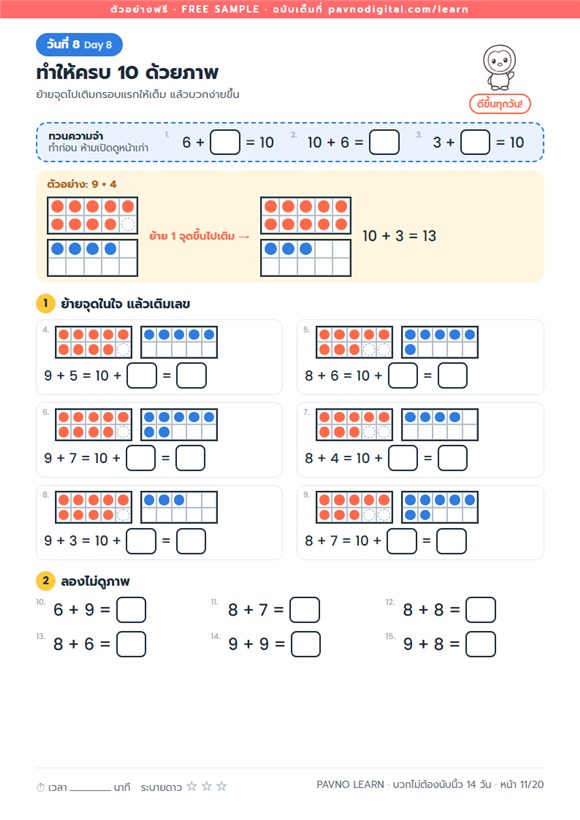 ตัวอย่างฟรี · FREE SAMPLE · ฉบับเต็มที่ pavnodigital.com/learn
วันที่ 8 Day 8
ทำให้ครบ 10 ด้วยภาพ
ย้ายจุดไปเติมกรอบแรกให้เต็ม แล้วบวกง่ายขึ้น
ดีขึ้นทุกวัน!
ทวนความจำ
ทำก่อน ห้ามเปิดดูหน้าเก่า
1. 6 + = 10
2. 10 + 6 =
3. 3 + = 10
ตัวอย่าง: 9 + 4
ย้าย 1 จุดขึ้นไปเติม →
10 + 3 = 13
1 ย้ายจุดในใจ แล้วเติมเลข
4. 9 + 5 = 10 + =
5. 8 + 6 = 10 + =
6. 9 + 7 = 10 + =
7. 8 + 4 = 10 + =
8. 9 + 3 = 10 + =
9. 8 + 7 = 10 + =
2 ลองไม่ดูภาพ
10. 6 + 9 =
11. 8 + 7 =
12. 8 + 8 =
13. 8 + 6 =
14. 9 + 9 =
15. 9 + 8 =
เวลา ________ นาที ระบายดาว ☆ ☆ ☆
PAVNO LEARN · บวกไม่ต้องนับนิ้ว 14 วัน · หน้า 11/20